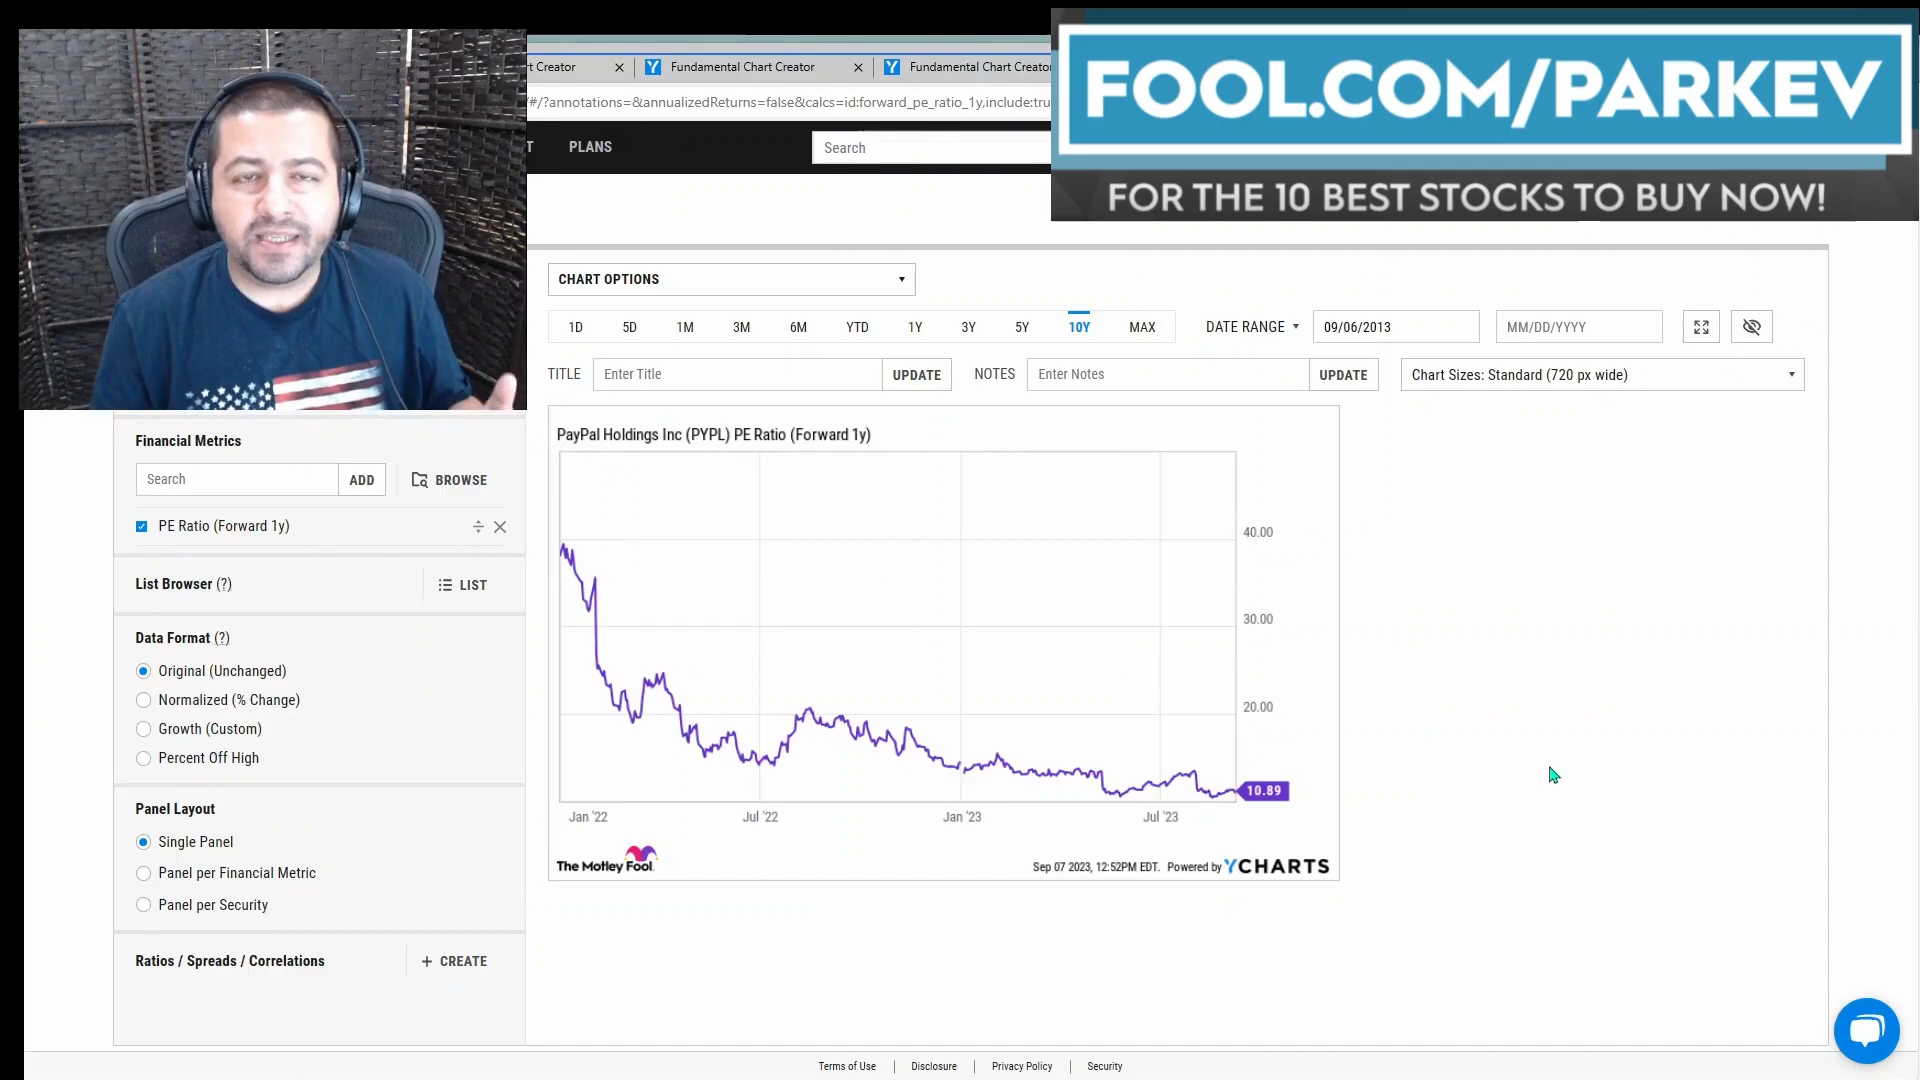 FOOL.COM/PARKEV
FOR THE 10 BEST STOCKS TO BUY NOW!
rt Creator
Fundamental Chart Creator
Fundamental Chart Creator
/#/?annotations=&annualizedReturns=false&calcs=id:forward_pe_ratio_1y,include:tru
T PLANS Search
CHART OPTIONS
1D 5D 1M 3M 6M YTD 1Y 3Y 5Y 10Y MAX DATE RANGE 09/06/2013 MM/DD/YYYY
TITLE Enter Title UPDATE NOTES Enter Notes UPDATE Chart Sizes: Standard (720 px wide)
Financial Metrics
Search ADD BROWSE
PE Ratio (Forward 1y)
List Browser (?) LIST
Data Format (?)
Original (Unchanged)
Normalized (% Change)
Growth (Custom)
Percent Off High
Panel Layout
Single Panel
Panel per Financial Metric
Panel per Security
Ratios / Spreads / Correlations + CREATE
PayPal Holdings Inc (PYPL) PE Ratio (Forward 1y)
40.00
30.00
20.00
10.89
Jan '22 Jul '22 Jan '23 Jul '23
The Motley Fool.
Sep 07 2023, 12:52PM EDT. Powered by YCHARTS
Terms of Use | Disclosure | Privacy Policy | Security